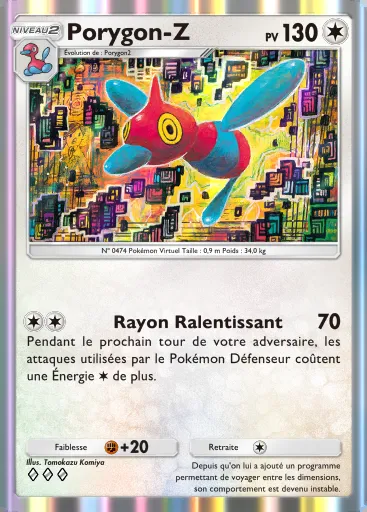 NIVEAU 2
Porygon-Z
PV 130
Évolution de : Porygon2
N° 0474 Pokémon Virtuel Taille : 0,9 m Poids : 34,0 kg
Rayon Ralentissant 70
Pendant le prochain tour de votre adversaire, les
attaques utilisées par le Pokémon Défenseur coûtent
une Énergie de plus.
Faiblesse +20
Retraite
Illus. Tomokazu Komiya
Depuis qu'on lui a ajouté un programme
permettant de voyager entre les dimensions,
son comportement est devenu instable.